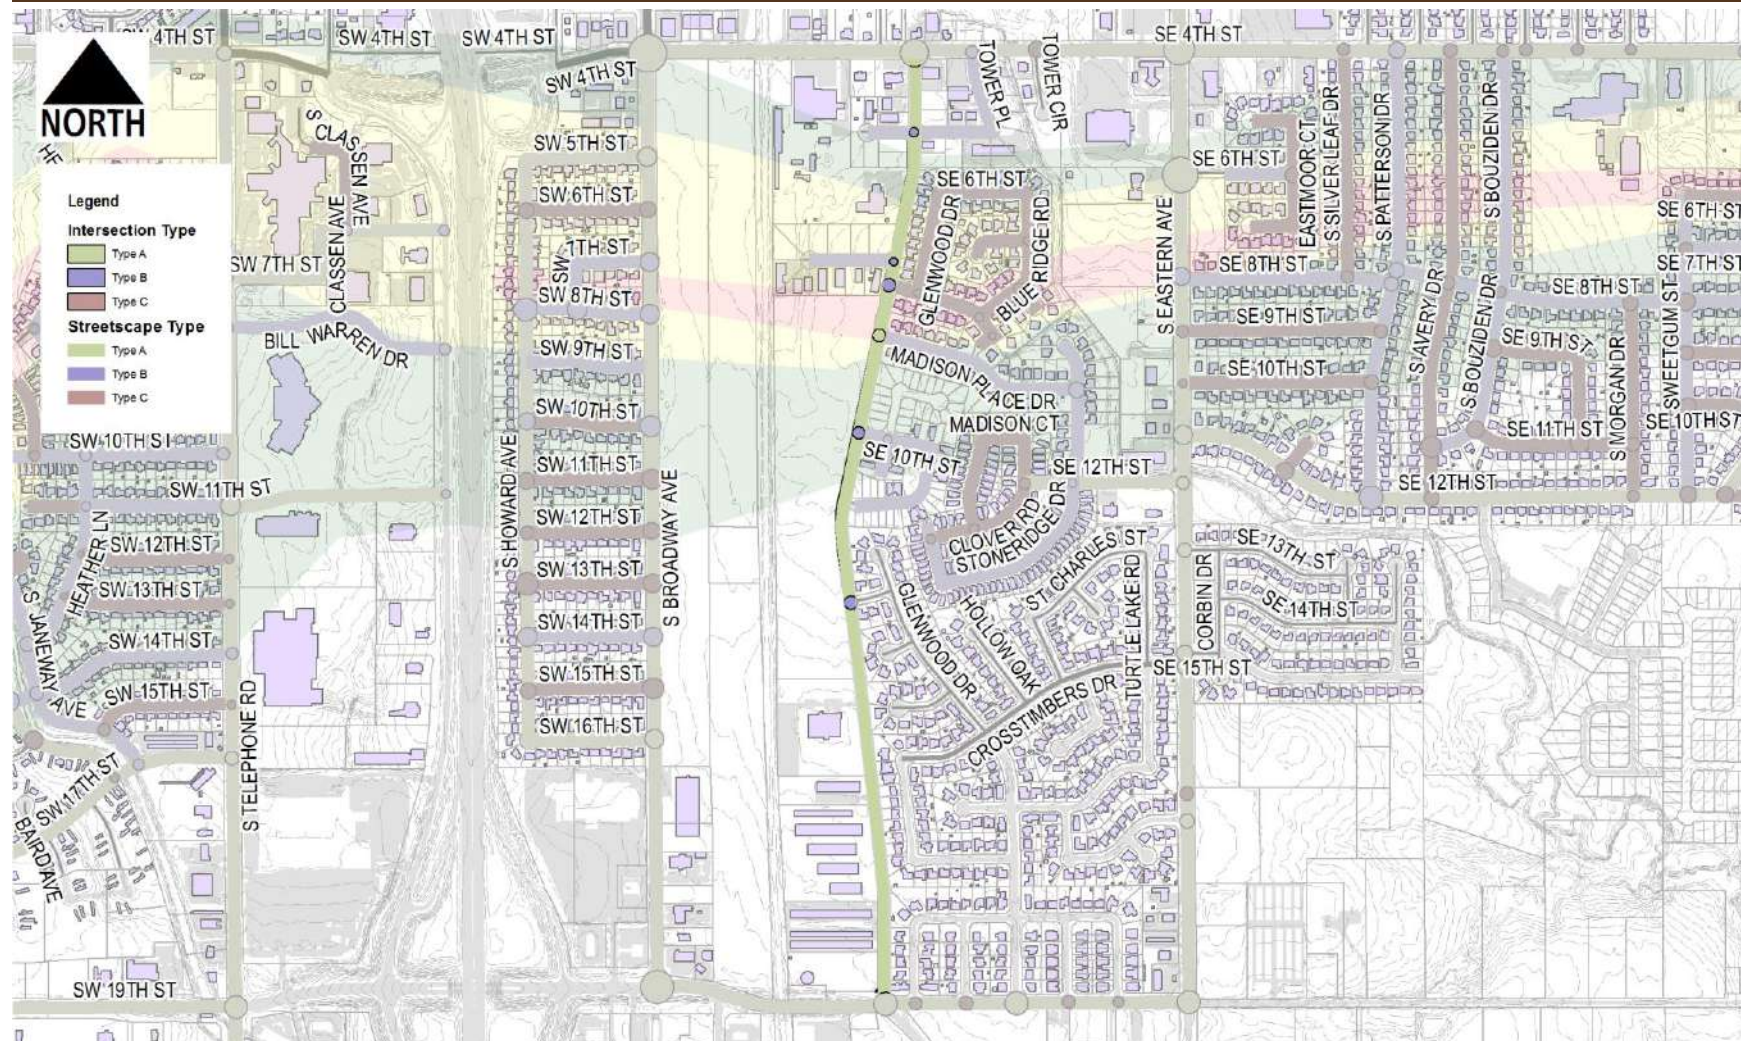 SW 4TH ST
SW 4TH ST
SW 4TH ST
SE 4TH ST
SW 4TH ST
TOWER PL
TOWER CIR
NORTH
S CLASSEN AVE
CLASSEN AVE
Legend
Intersection Type
Type A
Type B
Type C
Streetscape Type
Type A
Type B
Type C
SW 5TH ST
SW 6TH ST
SW 7TH ST
SW 7TH ST
SW 8TH ST
SW 9TH ST
SW 10TH ST
SW 11TH ST
SW 12TH ST
SW 13TH ST
SW 14TH ST
SW 15TH ST
SW 16TH ST
S HOWARD AVE
S BROADWAY AVE
BILL WARREN DR
SW 10TH ST
SW 11TH ST
SW 12TH ST
SW 13TH ST
SW 14TH ST
SW 15TH ST
SW 17TH ST
HEATHER LN
S JANEWAY AVE
BAIRD AVE
S TELEPHONE RD
SW 19TH ST
SE 6TH ST
GLENWOOD DR
BLUE RIDGE RD
MADISON PLACE DR
MADISON CT
SE 10TH ST
SE 12TH ST
CLOVER RD
STONERIDGE DR
ST CHARLES ST
GLENWOOD DR
HOLLOW OAK
CROSSTIMBERS DR
TURTLE LAKE RD
S EASTERN AVE
SE 6TH ST
EASTMOOR CT
S SILVER LEAF DR
S PATTERSON DR
S AVERY DR
S BOUZIDEN DR
S BOUZIDEN DR
SE 8TH ST
SE 9TH ST
SE 10TH ST
SE 8TH ST
SE 9TH ST
SE 11TH ST
SE 12TH ST
S MORGAN DR
SWEETGUM ST
SE 6TH ST
SE 7TH ST
SE 10TH ST
CORBIN DR
SE 13TH ST
SE 14TH ST
SE 15TH ST